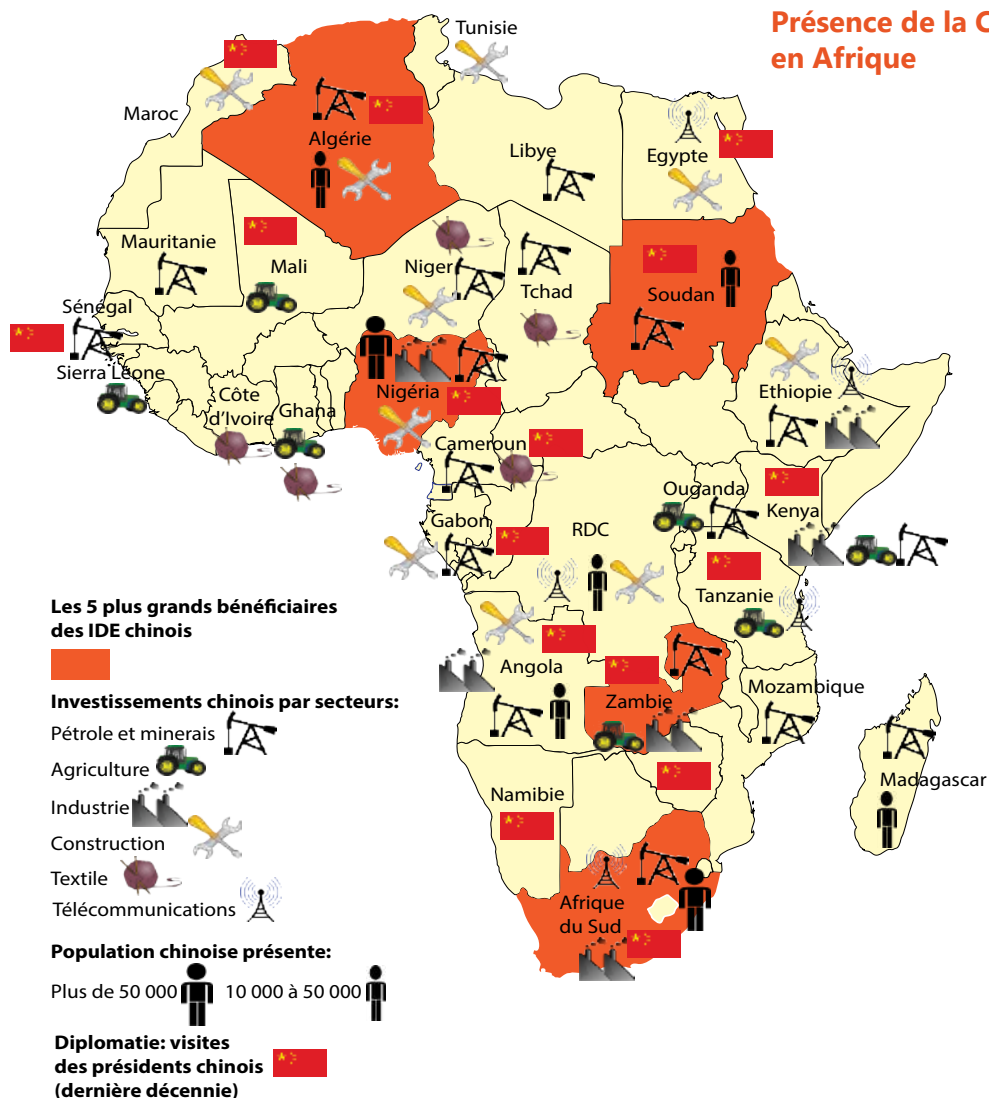 Présence de la C
en Afrique
Tunisie
Maroc
Algérie
Libye
Egypte
Mauritanie
Mali
Niger
Tchad
Soudan
Sénégal
Sierra Léone
Côte
d'Ivoire
Ghana
Nigéria
Ethiopie
Cameroun
Ouganda
Kenya
Gabon
RDC
Tanzanie
Angola
Zambie
Mozambique
Namibie
Madagascar
Afrique
du Sud
Les 5 plus grands bénéficiaires
des IDE chinois
Investissements chinois par secteurs:
Pétrole et minerais
Agriculture
Industrie
Construction
Textile
Télécommunications
Population chinoise présente:
Plus de 50 000 10 000 à 50 000
Diplomatie: visites
des présidents chinois
(dernière décennie)